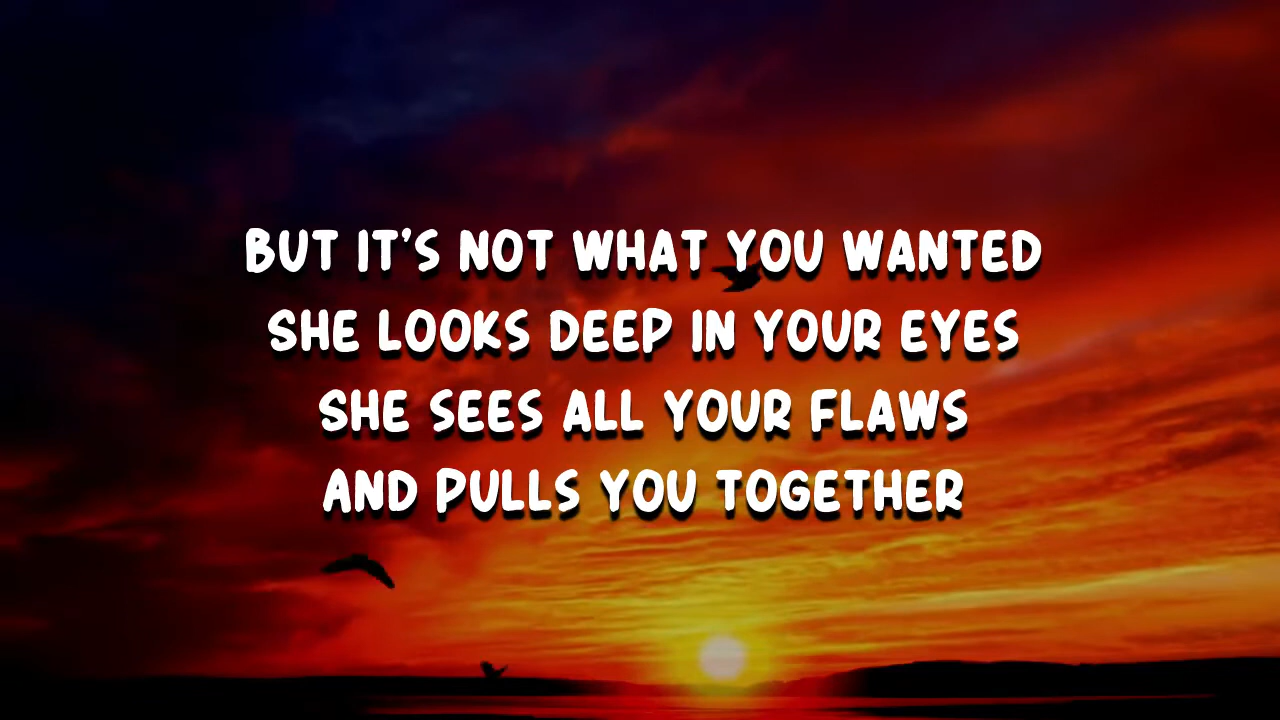 BUT IT'S NOT WHAT YOU WANTED
SHE LOOKS DEEP IN YOUR EYES
SHE SEES ALL YOUR FLAWS
AND PULLS YOU TOGETHER